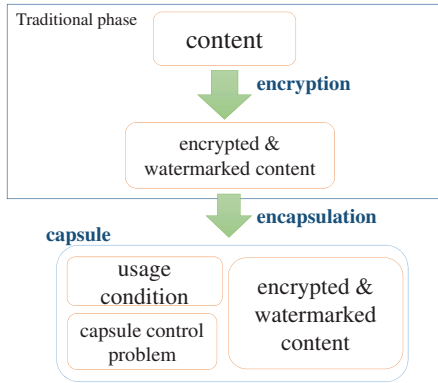 Traditional phase
content
encryption
encrypted &
watermarked content
encapsulation
capsule
usage
condition
capsule control
problem
encrypted &
watermarked
content